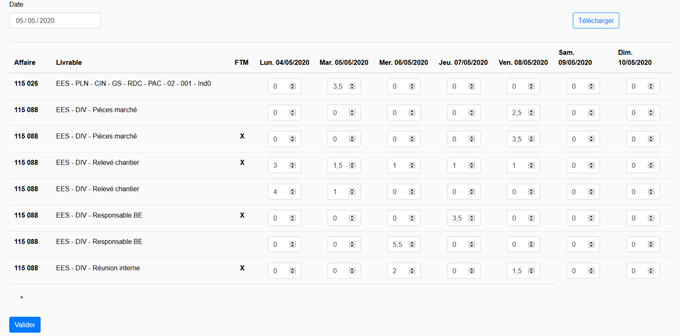 Date
05/05/2020
Télécharger
Affaire Livrable FTM Lun. 04/05/2020 Mar. 05/05/2020 Mer. 06/05/2020 Jeu. 07/05/2020 Ven. 08/05/2020 Sam. 09/05/2020 Dim. 10/05/2020
115 026 EES - PLN - CIN - GS - RDC - PAC - 02 - 001 - Ind0 0 3,5 0 0 0 0 0
115 088 EES - DIV - Pièces marché 0 0 0 0 2,5 0 0
115 088 EES - DIV - Pièces marché X 0 0 0 0 3,5 0 0
115 088 EES - DIV - Relevé chantier X 3 1,5 1 1 1 0 0
115 088 EES - DIV - Relevé chantier 4 1 0 0 0 0 0
115 088 EES - DIV - Responsable BE X 0 0 0 3,5 0 0 0
115 088 EES - DIV - Responsable BE 0 0 5,5 0 0 0 0
115 088 EES - DIV - Réunion interne X 0 0 2 0 1,5 0 0
+
Valider